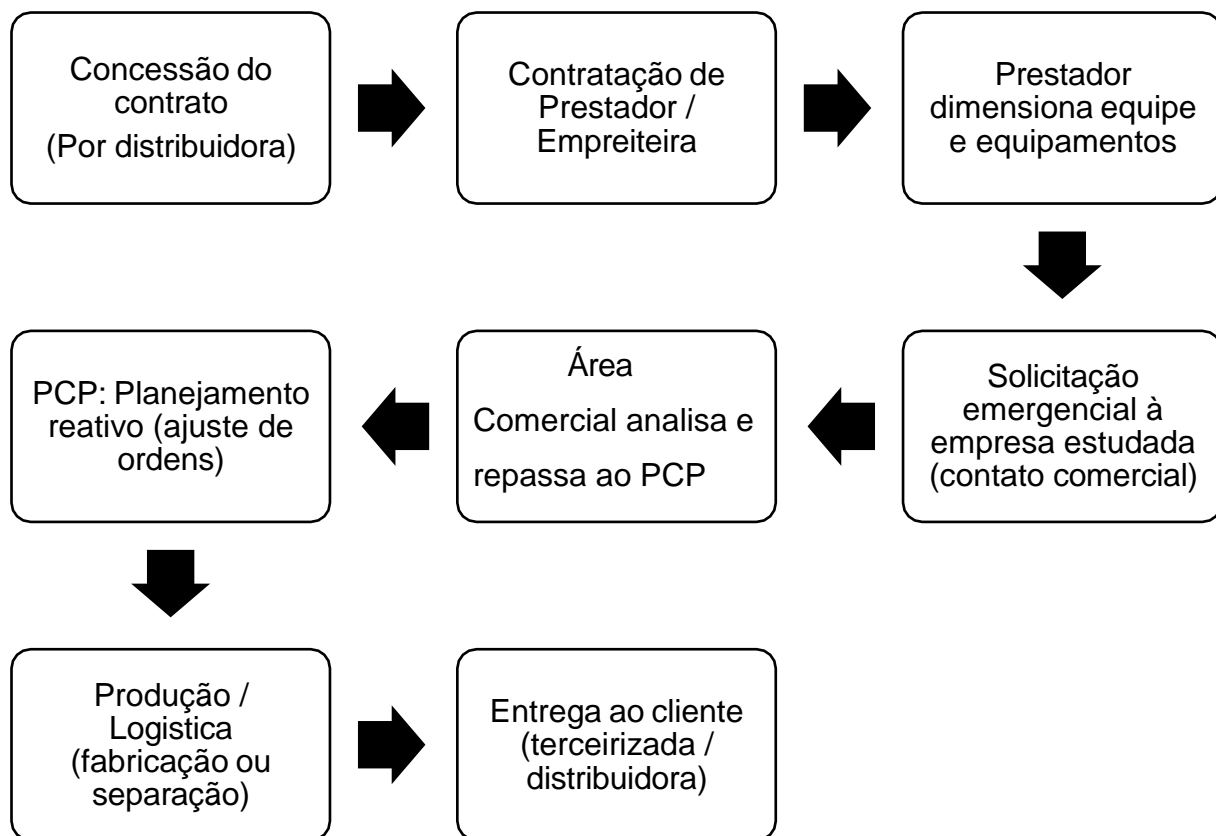 Concessão do
contrato
(Por distribuidora)
Contratação de
Prestador /
Empreiteira
Prestador
dimensiona equipe
e equipamentos
Solicitação
emergencial à
empresa estudada
(contato comercial)
Área
Comercial analisa e
repassa ao PCP
PCP: Planejamento
reativo (ajuste de
ordens)
Produção /
Logistica
(fabricação ou
separação)
Entrega ao cliente
(terceirizada /
distribuidora)